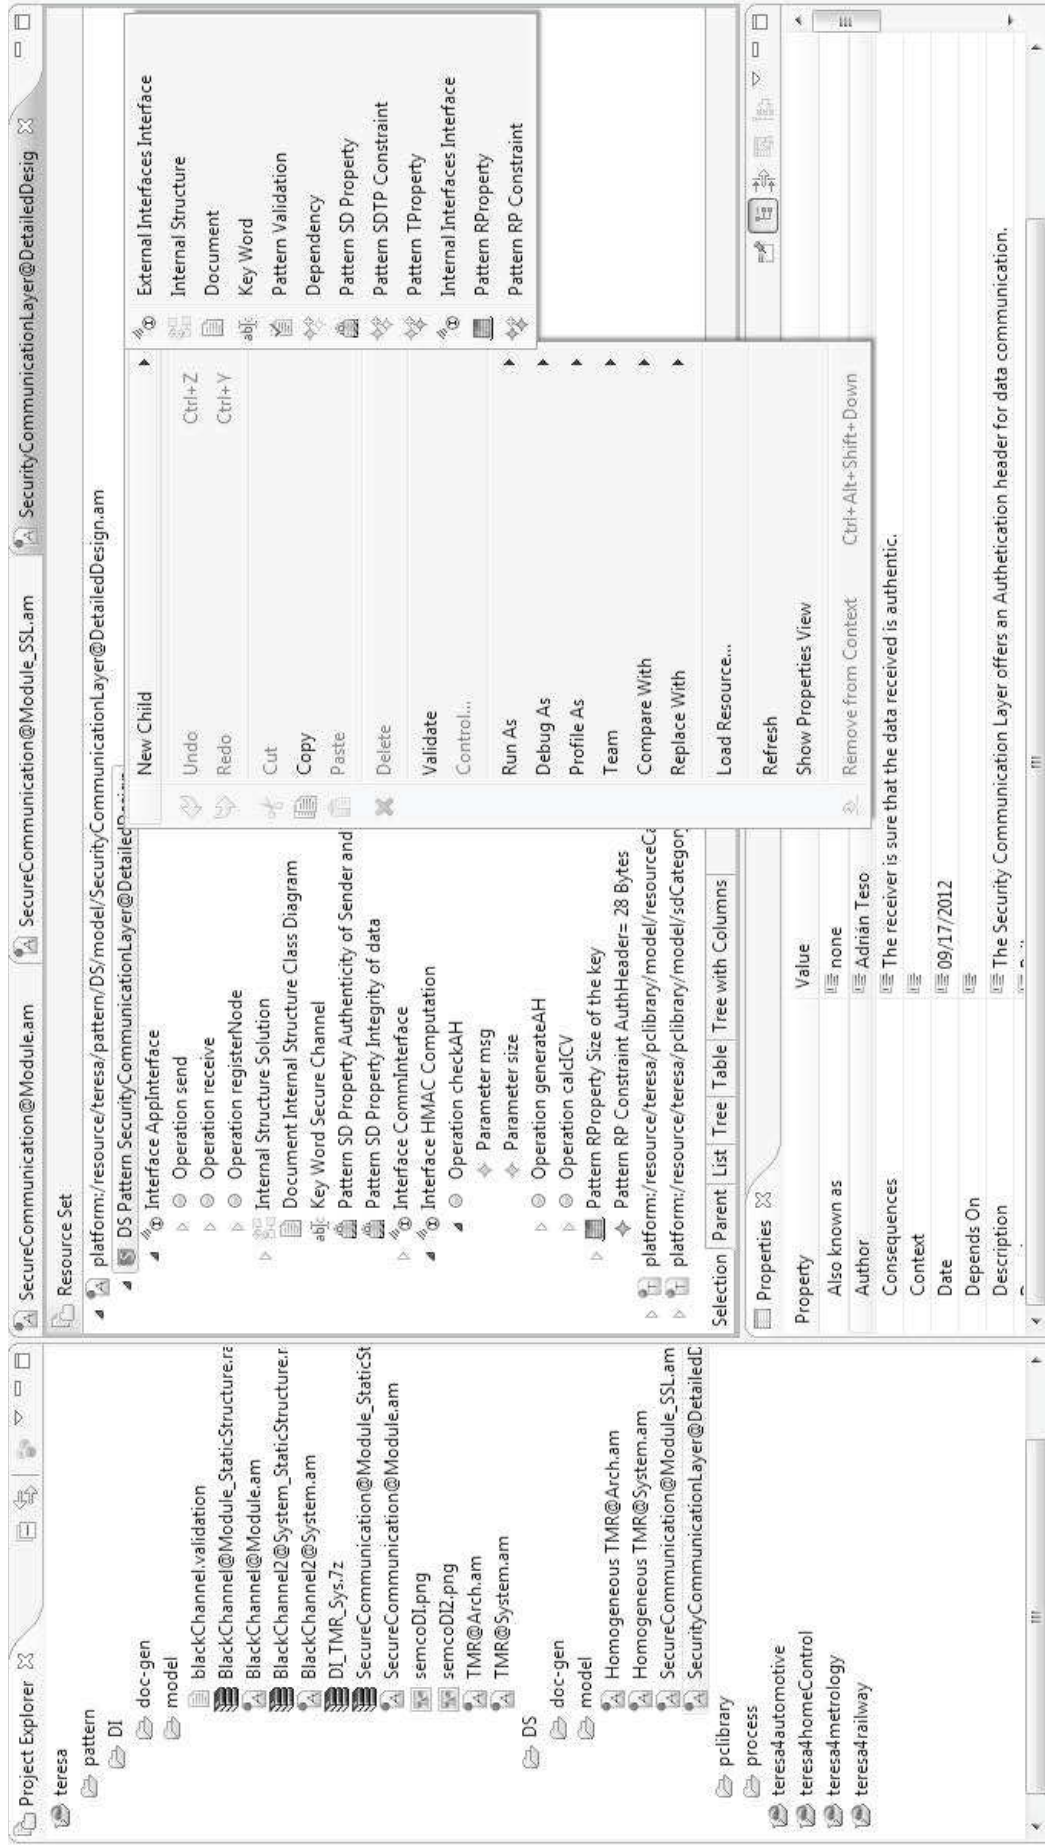 Project Explorer
teresa
pattern
DI
doc-gen
model
blackChannel.validation
BlackChannel@Module_StaticStructure.ra
BlackChannel@Module.am
BlackChannel2@System_StaticStructure.r
BlackChannel2@System.am
DI_TMR_Sys.7z
SecureCommunication@Module_StaticSt
SecureCommunication@Module.am
semcoDI.png
semcoDI2.png
TMR@Arch.am
TMR@System.am
DS
doc-gen
model
Homogeneous TMR@Arch.am
Homogeneous TMR@System.am
SecureCommunication@Module_SSL.am
SecurityCommunicationLayer@DetailedD
pclibrary
process
teresa4automotive
teresa4homeControl
teresa4metrology
teresa4railway
SecureCommunication@Module.am
SecureCommunication@Module_SSL.am
SecurityCommunicationLayer@DetailedDesig
Resource Set
platform:/resource/teresa/pattern/DS/model/SecurityCommunicationLayer@DetailedDesign.am
DS Pattern SecurityCommunicationLayer@DetailedDesign
Interface AppInterface
Operation send
Operation receive
Operation registerNode
Internal Structure Solution
Document Internal Structure Class Diagram
Key Word Secure Channel
Pattern SD Property Authenticity of Sender and
Pattern SD Property Integrity of data
Interface CommInterface
Interface HMAC Computation
Operation checkAH
Parameter msg
Parameter size
Operation generateAH
Operation calcICV
Pattern RProperty Size of the key
Pattern RP Constraint AuthHeader= 28 Bytes
platform:/resource/teresa/pclibrary/model/resourceCa
platform:/resource/teresa/pclibrary/model/sdCategor
Selection Parent List Tree Table Tree with Columns
New Child
Undo Ctrl+Z
Redo Ctrl+Y
Cut
Copy
Paste
Delete
Validate
Control...
Run As
Debug As
Profile As
Team
Compare With
Replace With
Load Resource...
Refresh
Show Properties View
Remove from Context Ctrl+Alt+Shift+Down
External Interfaces Interface
Internal Structure
Document
Key Word
Pattern Validation
Dependency
Pattern SD Property
Pattern SDTP Constraint
Pattern TProperty
Internal Interfaces Interface
Pattern RProperty
Pattern RP Constraint
Properties
Property Value
Also known as none
Author Adrián Teso
Consequences The receiver is sure that the data received is authentic.
Context
Date 09/17/2012
Depends On
Description The Security Communication Layer offers an Authetication header for data communication.